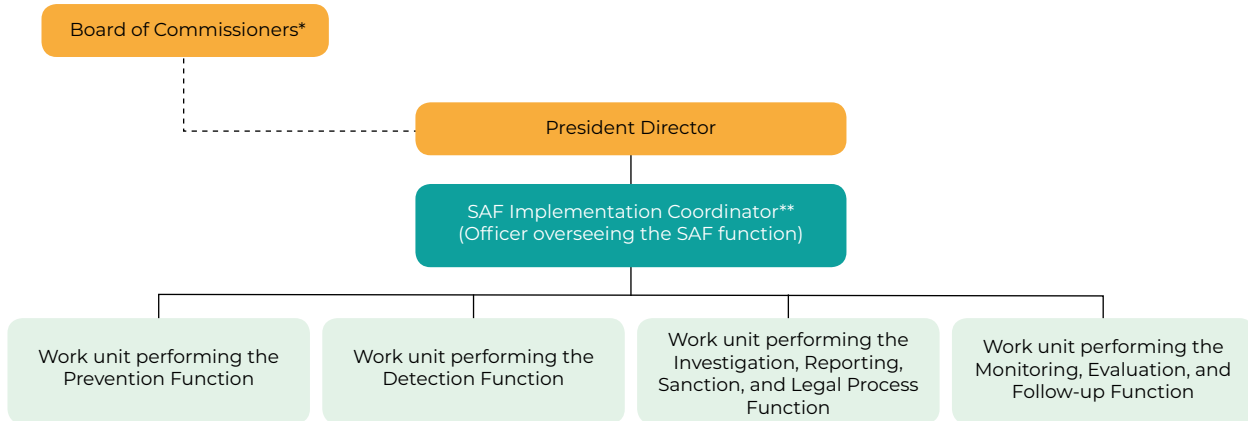 Board of Commissioners*
President Director
SAF Implementation Coordinator**
(Officer overseeing the SAF function)
Work unit performing the
Prevention Function
Work unit performing the
Detection Function
Work unit performing the
Investigation, Reporting,
Sanction, and Legal Process
Function
Work unit performing the
Monitoring, Evaluation, and
Follow-up Function